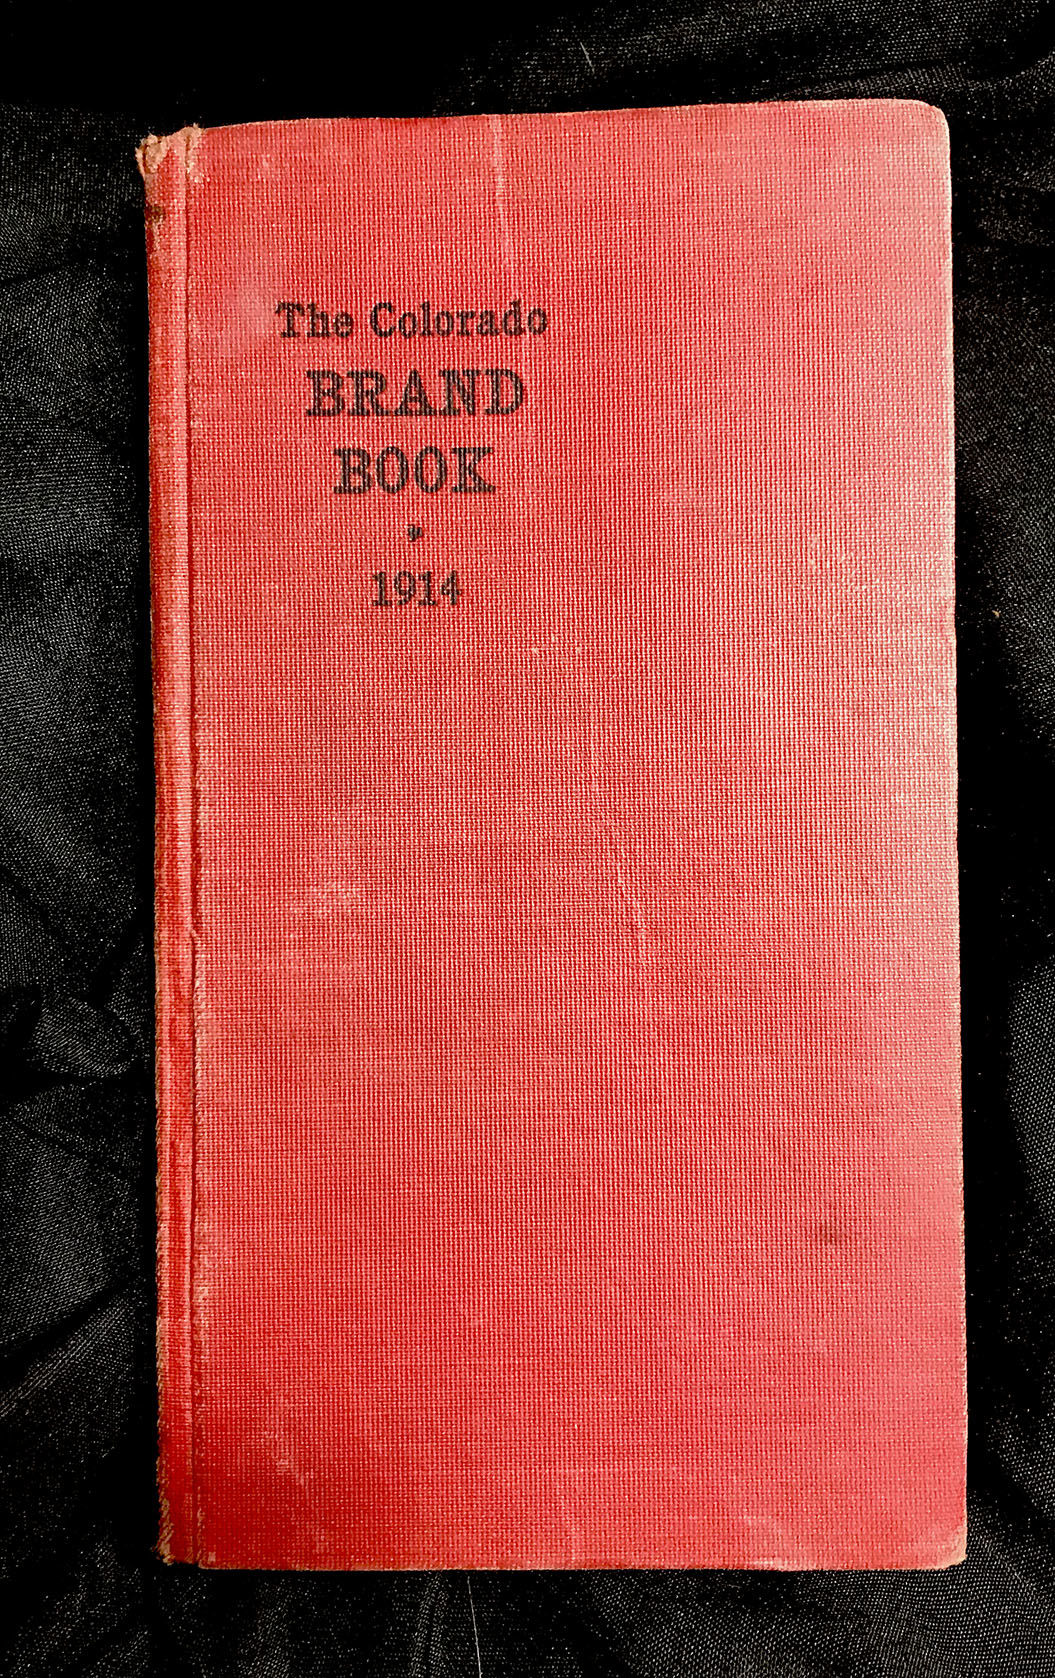 The Colorado
BRAND
BOOK
1914